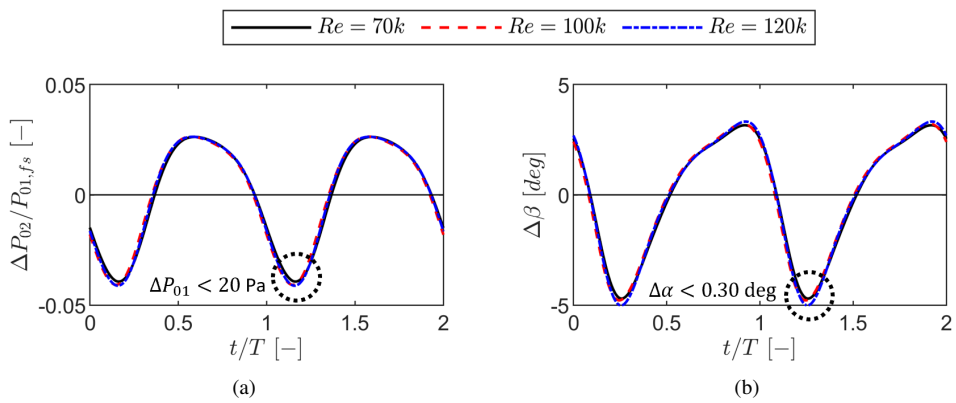 Re = 70k Re = 100k Re = 120k
ΔP₀₂/P₀₁,fs [−]
0.05
0
-0.05
ΔP₀₁ < 20 Pa
0 0.5 1 1.5 2
t/T [−]
(a)
Δβ [deg]
5
0
-5
Δα < 0.30 deg
0 0.5 1 1.5 2
t/T [−]
(b)